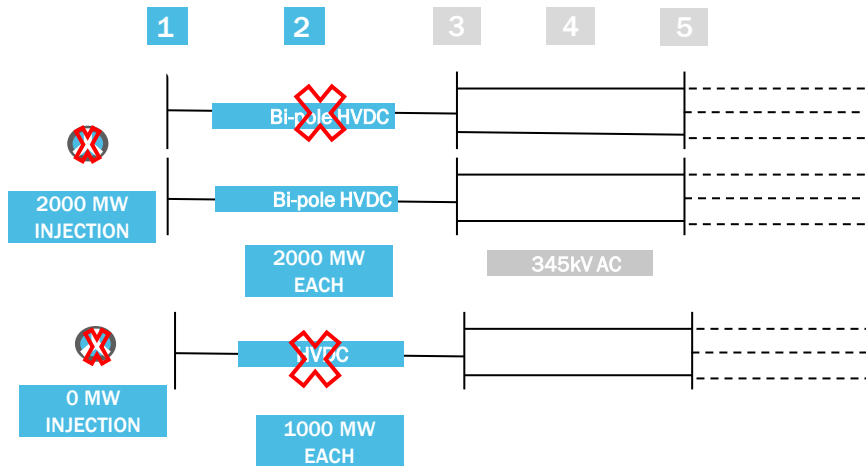 1 2 3 4 5
Bi-pole HVDC
2000 MW
INJECTION
Bi-pole HVDC
2000 MW
EACH
345kV AC
HVDC
0 MW
INJECTION
1000 MW
EACH